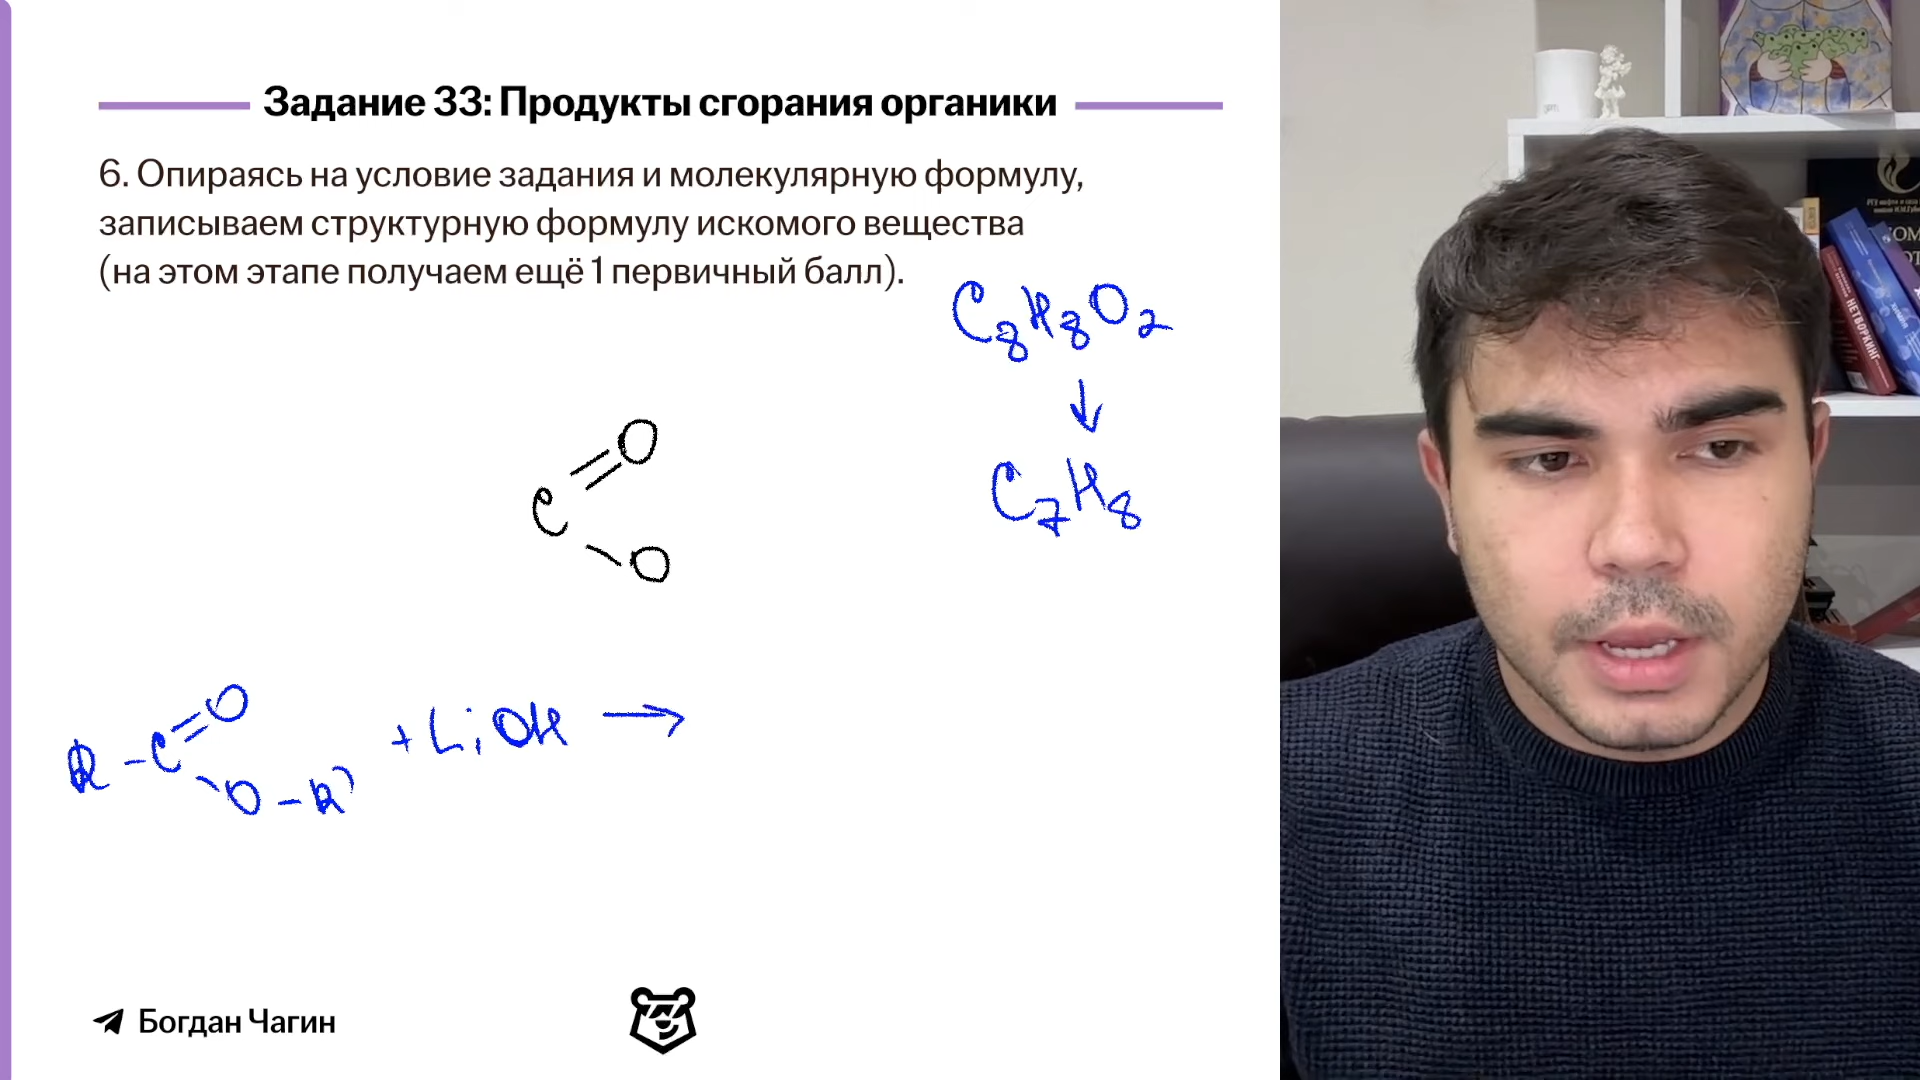 Задание 33: Продукты сгорания органики
6. Опираясь на условие задания и молекулярную формулу,
записываем структурную формулу искомого вещества
(на этом этапе получаем ещё 1 первичный балл).
C₈H₈O₂
↓
C₇H₈
C=O
-O
R-C=O
-O-R'
+ LiOH →
Богдан Чагин
НЕТВОРКИНГ